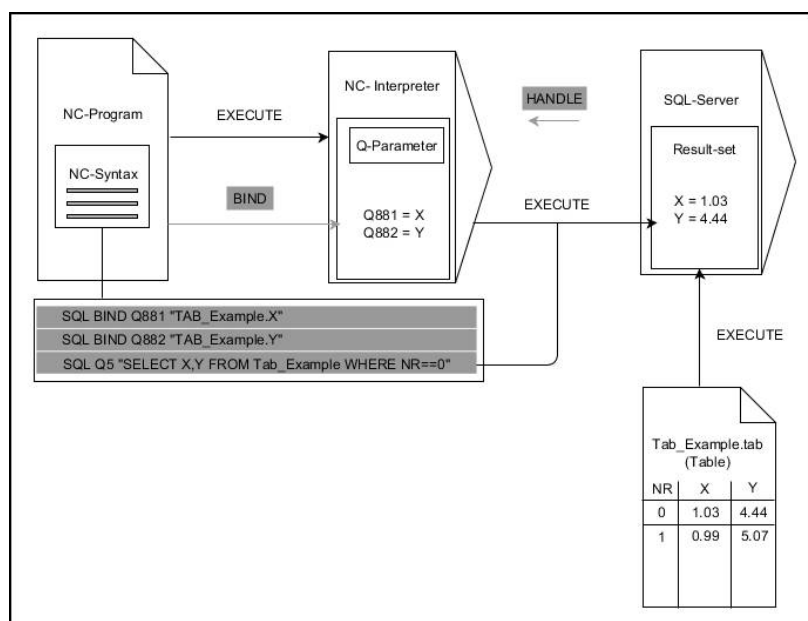 NC-Program
NC-Syntax
EXECUTE
BIND
NC- Interpreter
Q-Parameter
Q881 = X
Q882 = Y
HANDLE
EXECUTE
SQL-Server
Result-set
X = 1.03
Y = 4.44
SQL BIND Q881 "TAB_Example.X"
SQL BIND Q882 "TAB_Example.Y"
SQL Q5 "SELECT X,Y FROM Tab_Example WHERE NR==0"
EXECUTE
Tab_Example.tab
(Table)
NR X Y
0 1.03 4.44
1 0.99 5.07